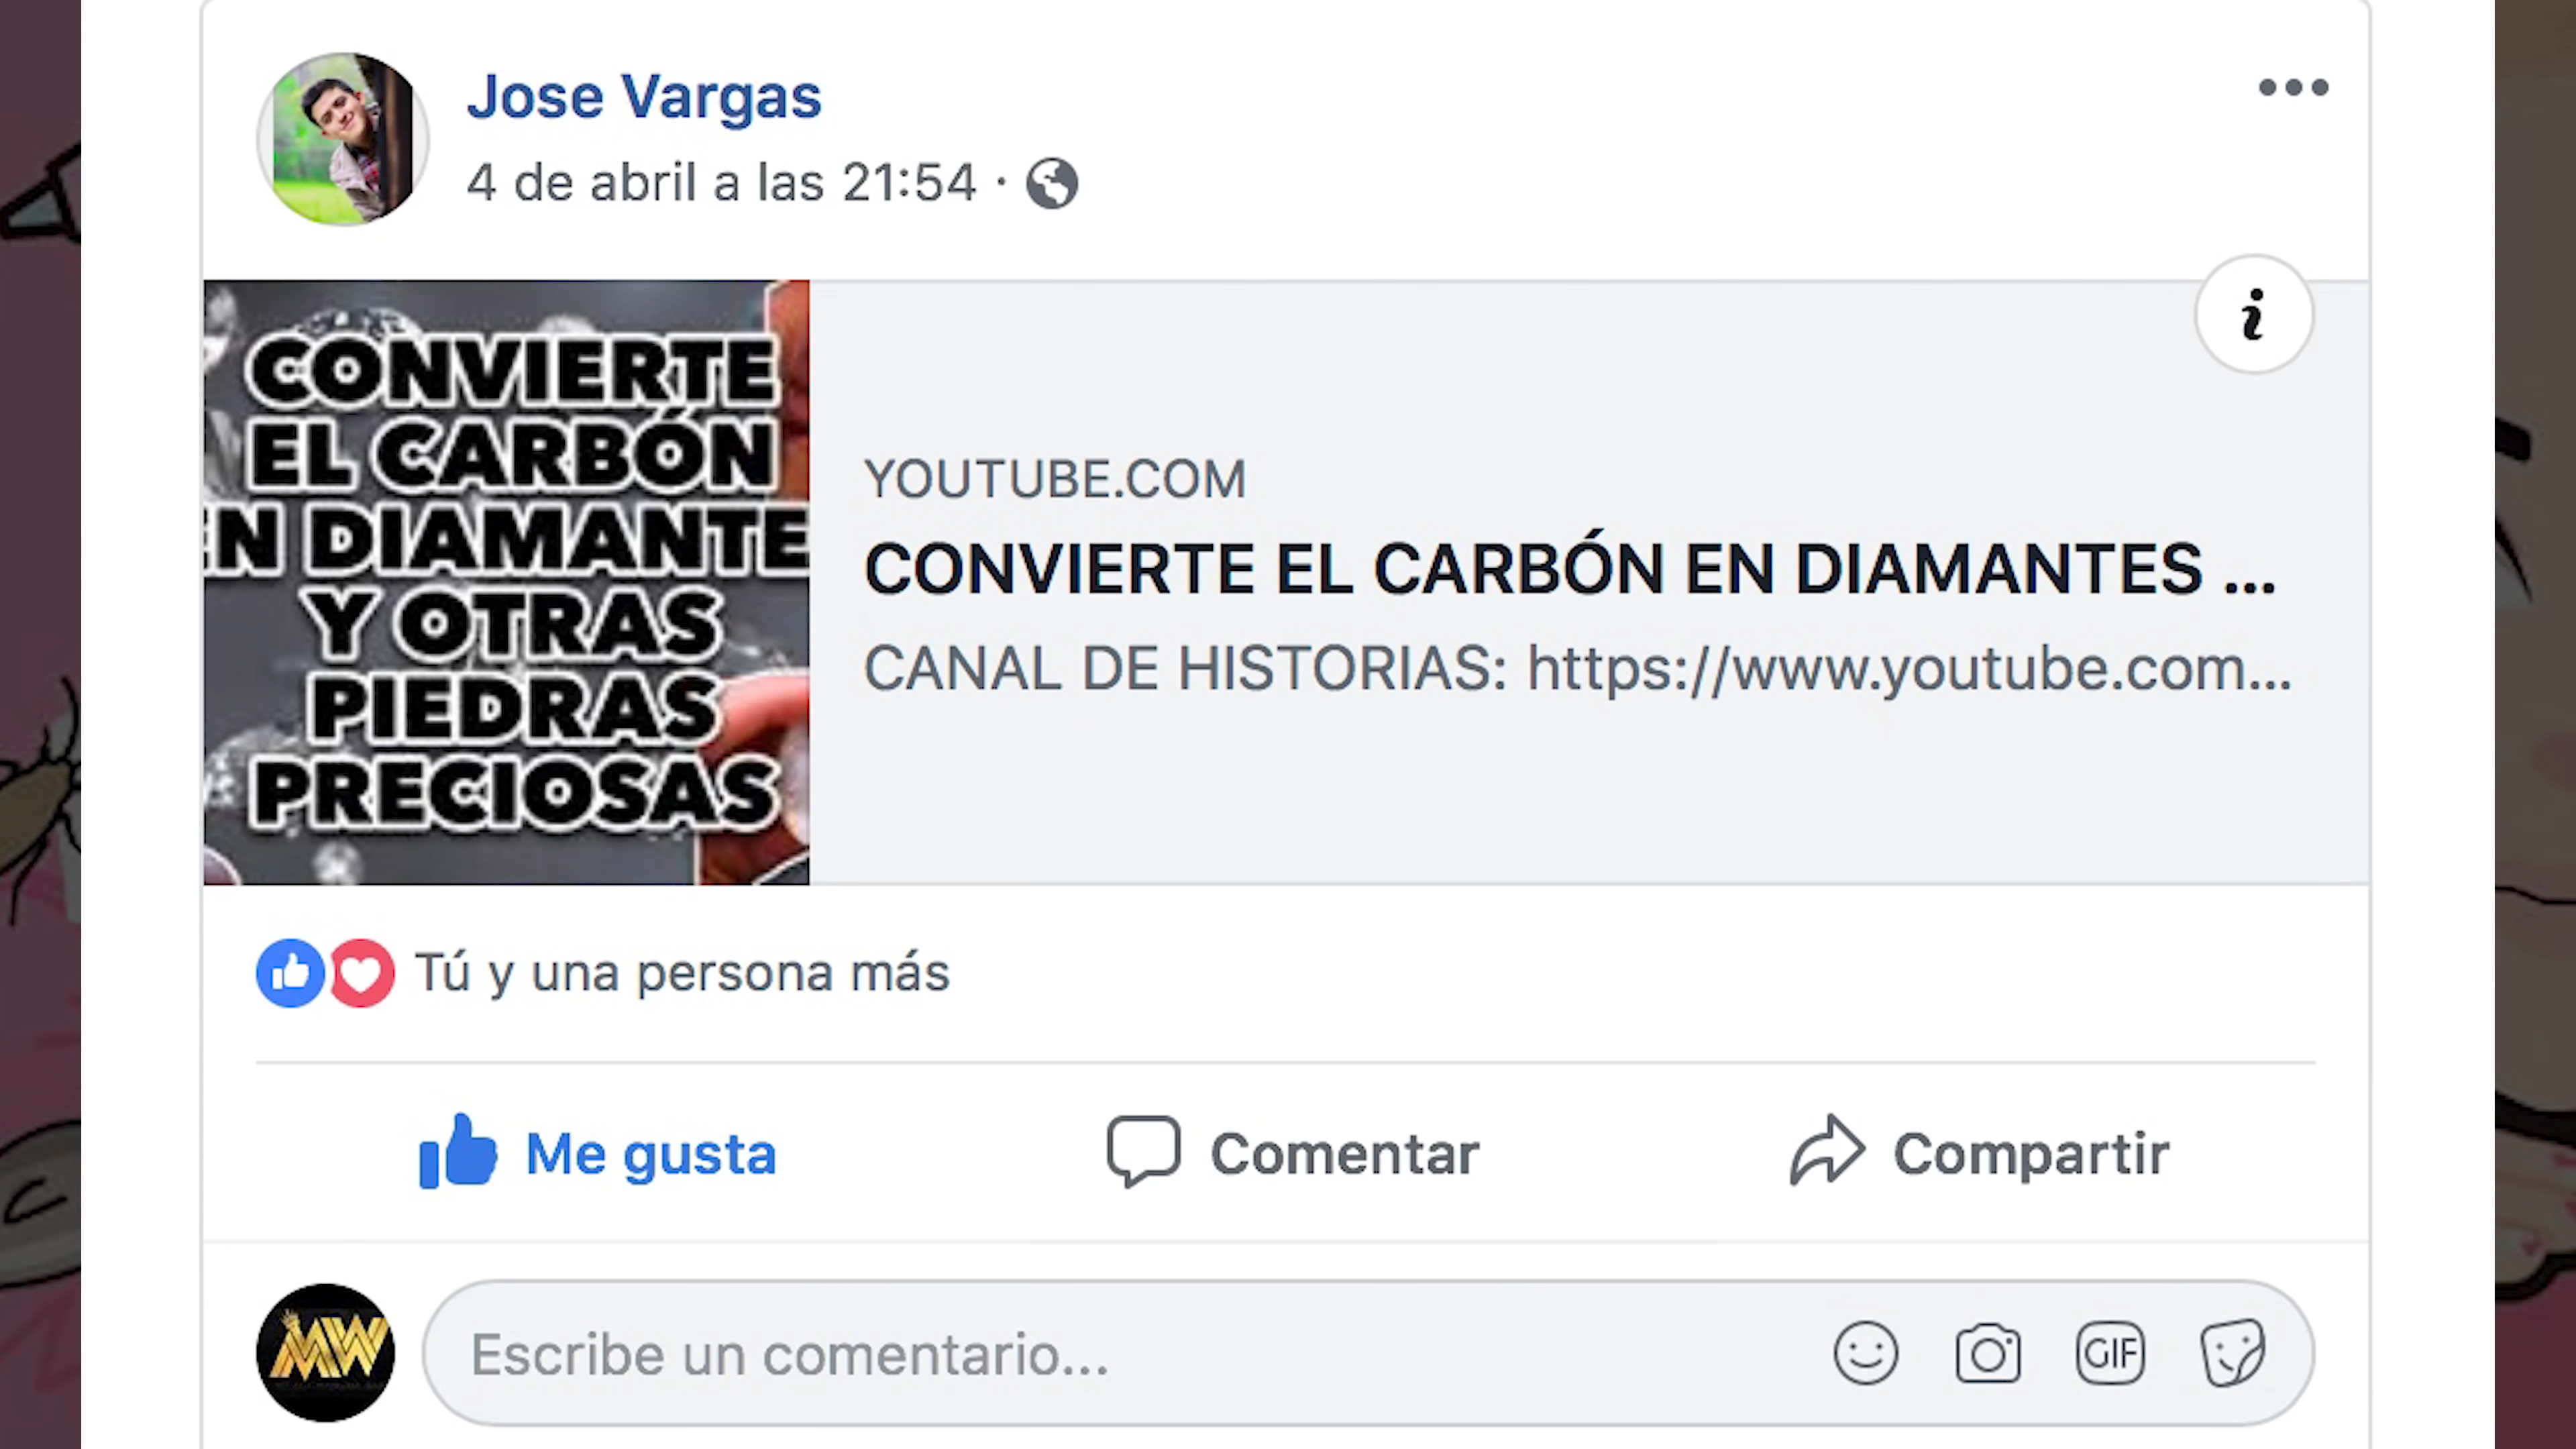 Jose Vargas
4 de abril a las 21:54 ·
CONVIERTE
EL CARBÓN
EN DIAMANTE
Y OTRAS
PIEDRAS
PRECIOSAS
i
YOUTUBE.COM
CONVIERTE EL CARBÓN EN DIAMANTES ...
CANAL DE HISTORIAS: https://www.youtube.com...
Tú y una persona más
Me gusta
Comentar
Compartir
MW
Escribe un comentario...
GIF